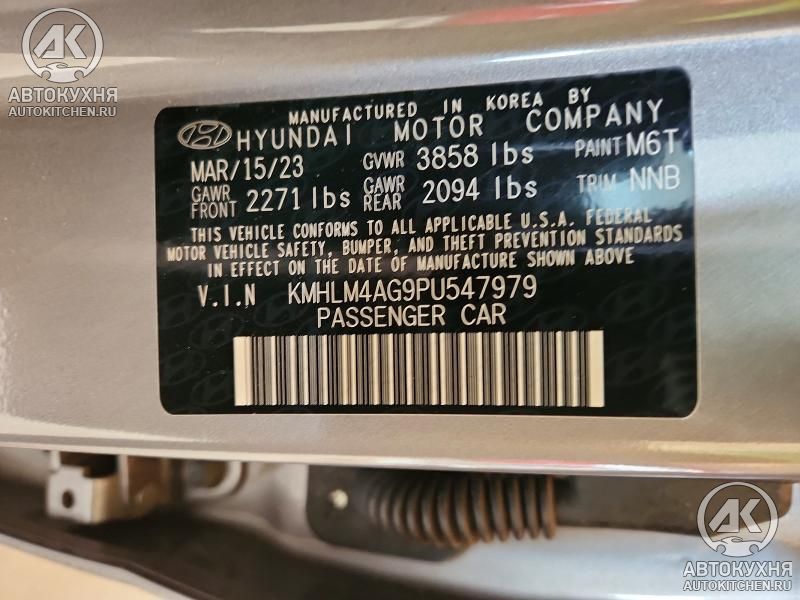 АК
АВТОКУХНЯ
AUTOKITCHEN.RU
MANUFACTURED IN KOREA BY
HYUNDAI MOTOR COMPANY
MAR/15/23 GVWR 3858 lbs PAINT M6T
GAWR FRONT 2271 lbs GAWR REAR 2094 lbs TRIM NNB
THIS VEHICLE CONFORMS TO ALL APPLICABLE U.S.A. FEDERAL
MOTOR VEHICLE SAFETY, BUMPER, AND THEFT PREVENTION STANDARDS
IN EFFECT ON THE DATE OF MANUFACTURE SHOWN ABOVE
V.I.N KMHLM4AG9PU547979
PASSENGER CAR
АК
АВТОКУХНЯ
AUTOKITCHEN.RU